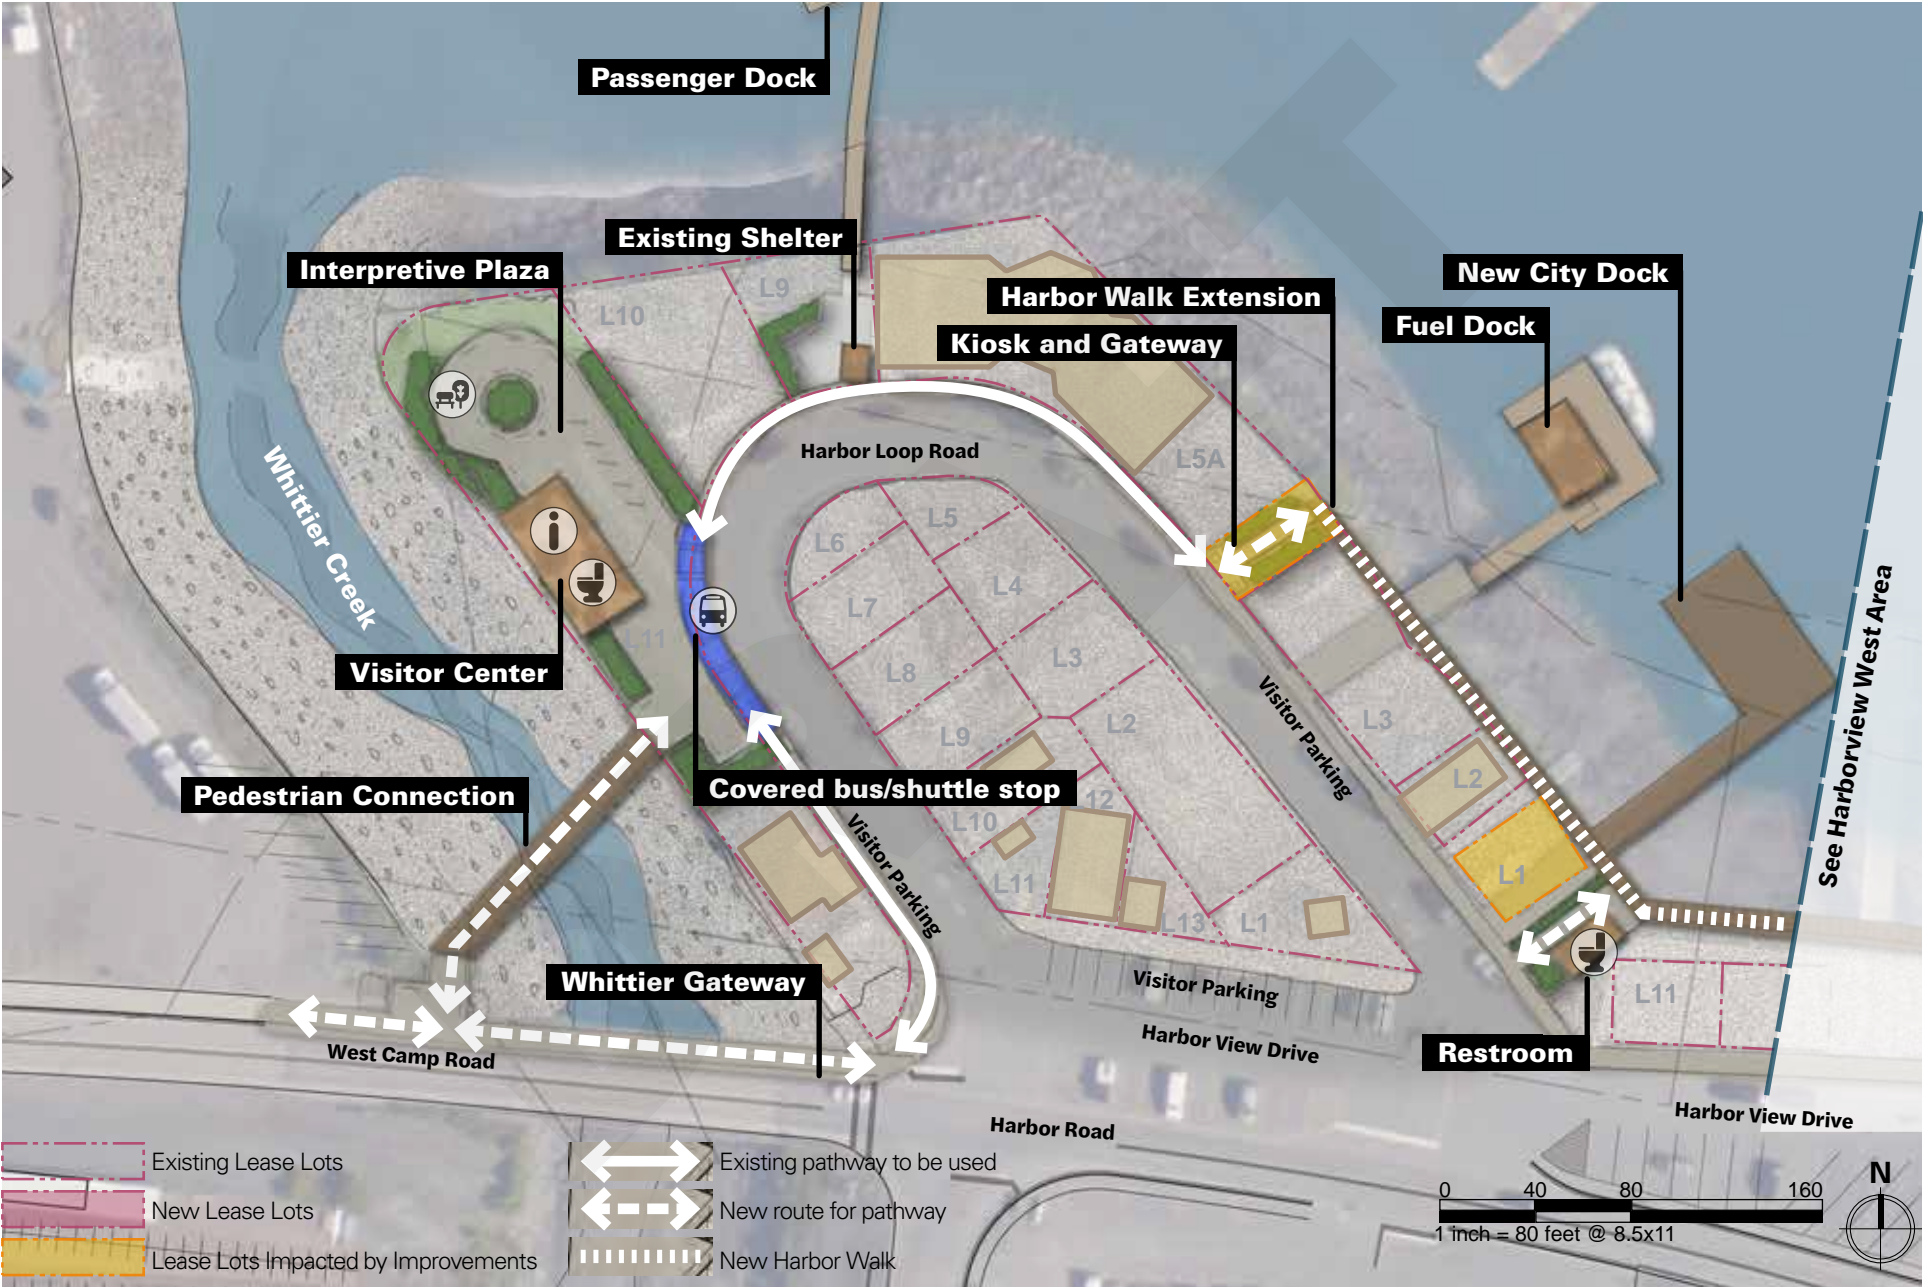 Passenger Dock
Existing Shelter
Interpretive Plaza
Harbor Walk Extension
New City Dock
Kiosk and Gateway
Fuel Dock
L9
L10
Harbor Loop Road
L5A
L5
L6
L4
L7
L3
L8
L2
L9
12
L10
L11
L13
L1
L11
Whittier Creek
Visitor Center
Pedestrian Connection
Covered bus/shuttle stop
Visitor Parking
Visitor Parking
L3
L2
L1
L11
See Harborview West Area
Whittier Gateway
Visitor Parking
Harbor View Drive
Restroom
West Camp Road
Harbor Road
Harbor View Drive
Existing Lease Lots
New Lease Lots
Lease Lots Impacted by Improvements
Existing pathway to be used
New route for pathway
New Harbor Walk
0 40 80 160
1 inch = 80 feet @ 8.5x11
N